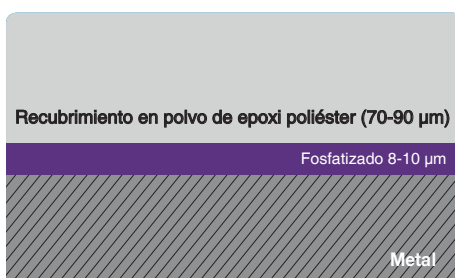 Recubrimiento en polvo de epoxi poliéster (70-90 µm)
Fosfatizado 8-10 µm
Metal